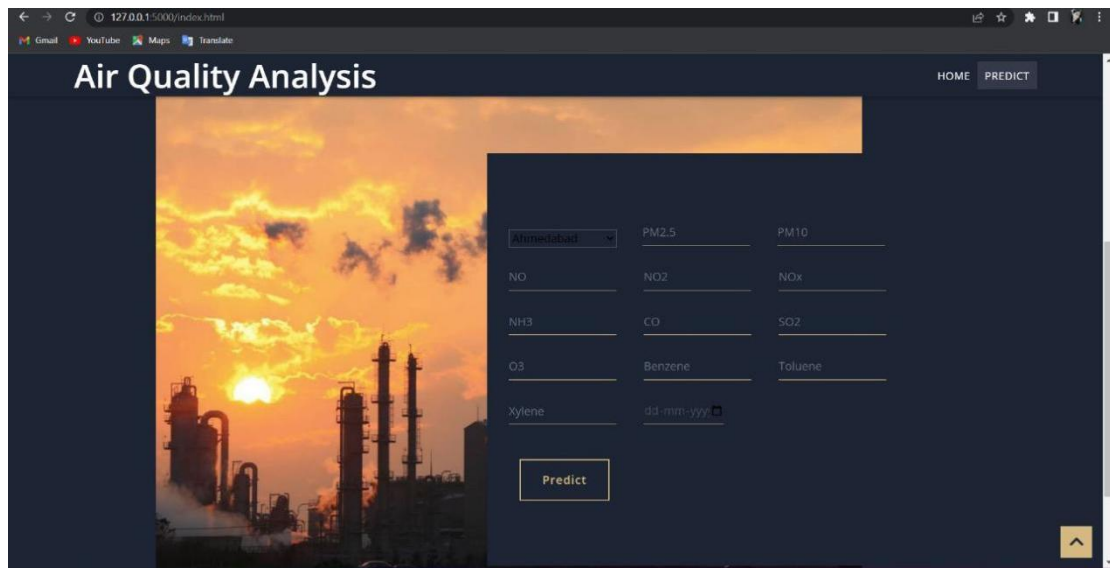 127.0.0.1:5000/index.html
Gmail YouTube Maps Translate
Air Quality Analysis
HOME PREDICT
Ahmedabad PM2.5 PM10
NO NO2 NOx
NH3 CO SO2
O3 Benzene Toluene
Xylene dd-mm-yyy
Predict